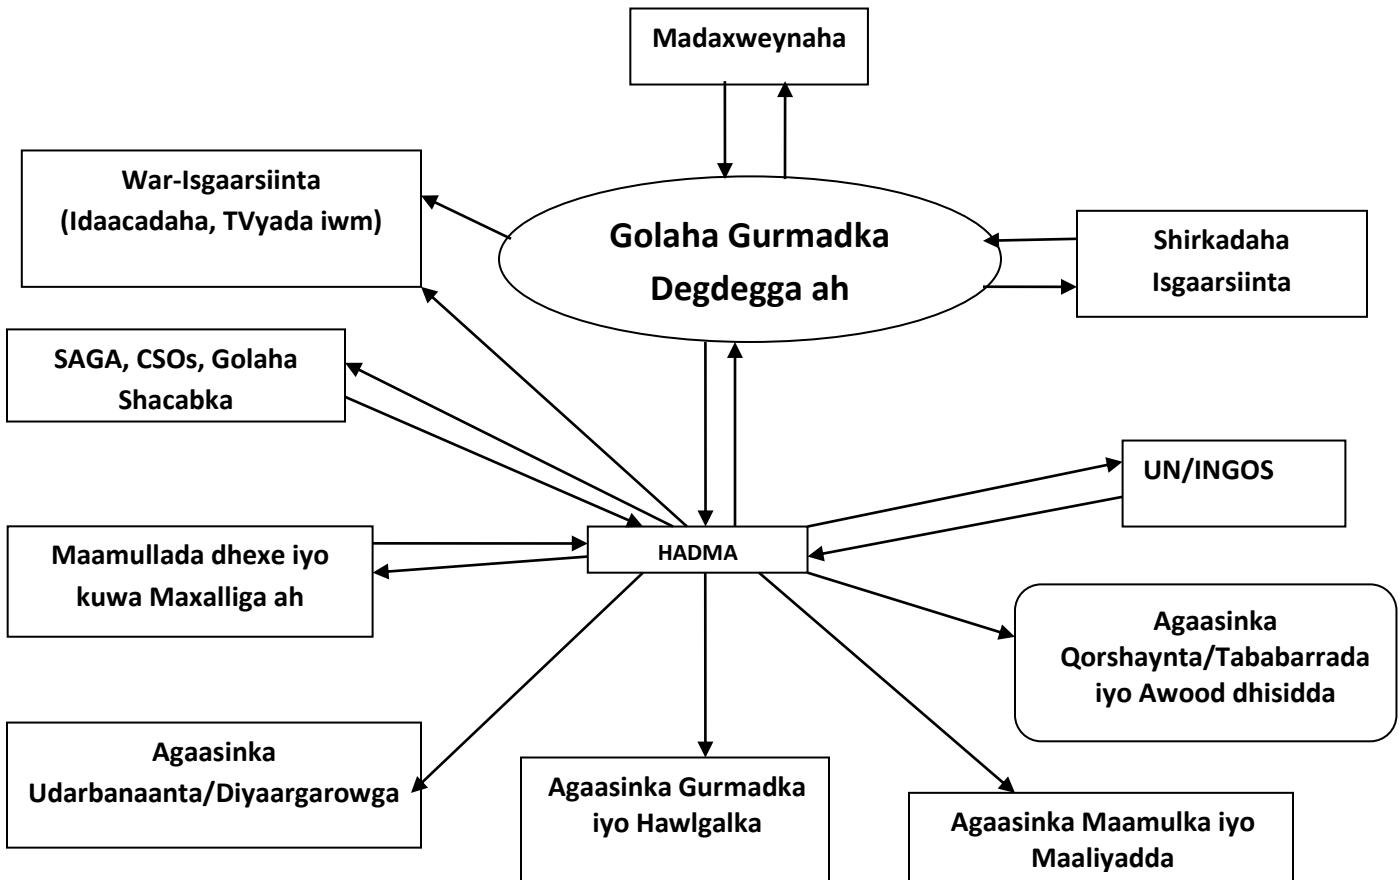 Madaxweynaha
War-Isgaarsiinta
(Idaacadaha, TVyada iwm)
Golaha Gurmadka
Degdegga ah
Shirkadaha
Isgaarsiinta
SAGA, CSOs, Golaha
Shacabka
UN/INGOS
Maamullada dhexe iyo
kuwa Maxalliga ah
HADMA
Agaasinka
Qorshaynta/Tababarrada
iyo Awood dhisidda
Agaasinka
Udarbanaanta/Diyaargarowga
Agaasinka Gurmadka
iyo Hawlgalka
Agaasinka Maamulka iyo
Maaliyadda